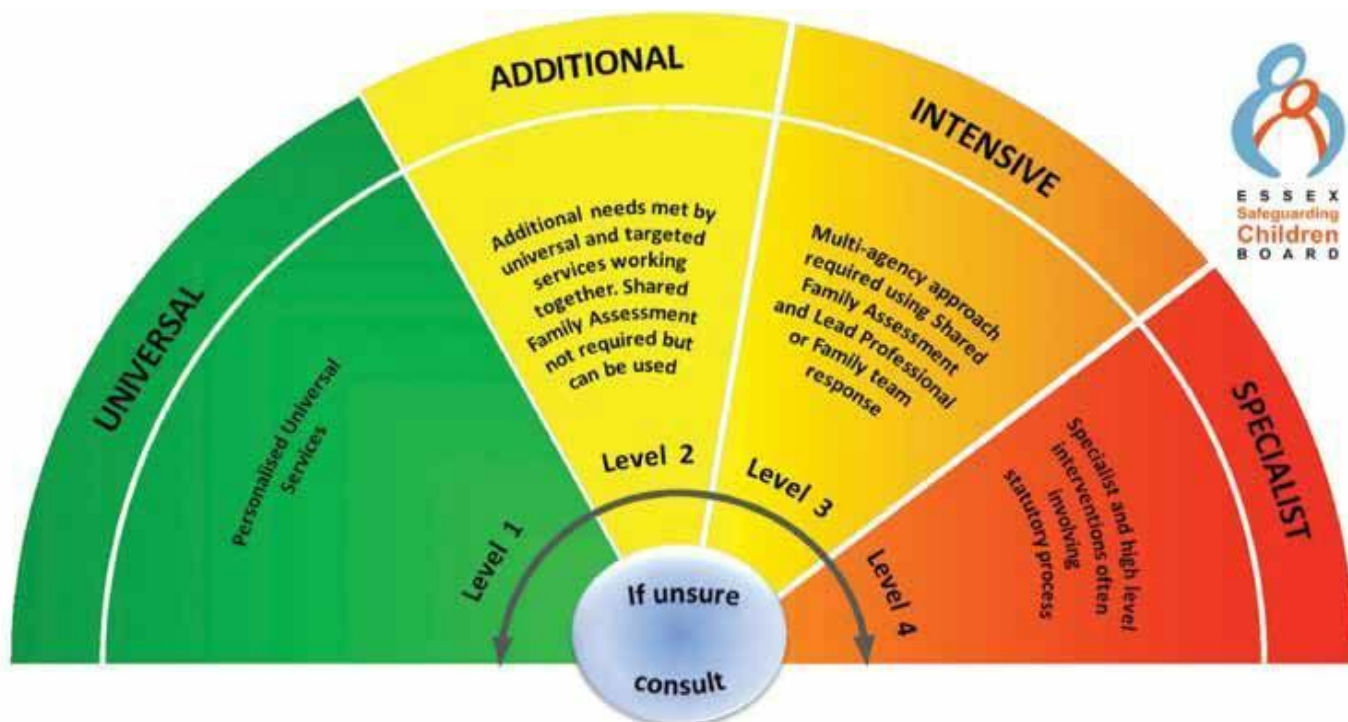 UNIVERSAL
Personalised Universal
Services
Level 1
ADDITIONAL
Additional needs met by
universal and targeted
services working
together. Shared
Family Assessment
not required but
can be used
Level 2
INTENSIVE
Multi-agency approach
required using Shared
Family Assessment
and Lead Professional
or Family team
response
Level 3
SPECIALIST
Specialist and high level
interventions often
involving
statutory process
Level 4
If unsure
consult
ESSEX
Safeguarding
Children
BOARD